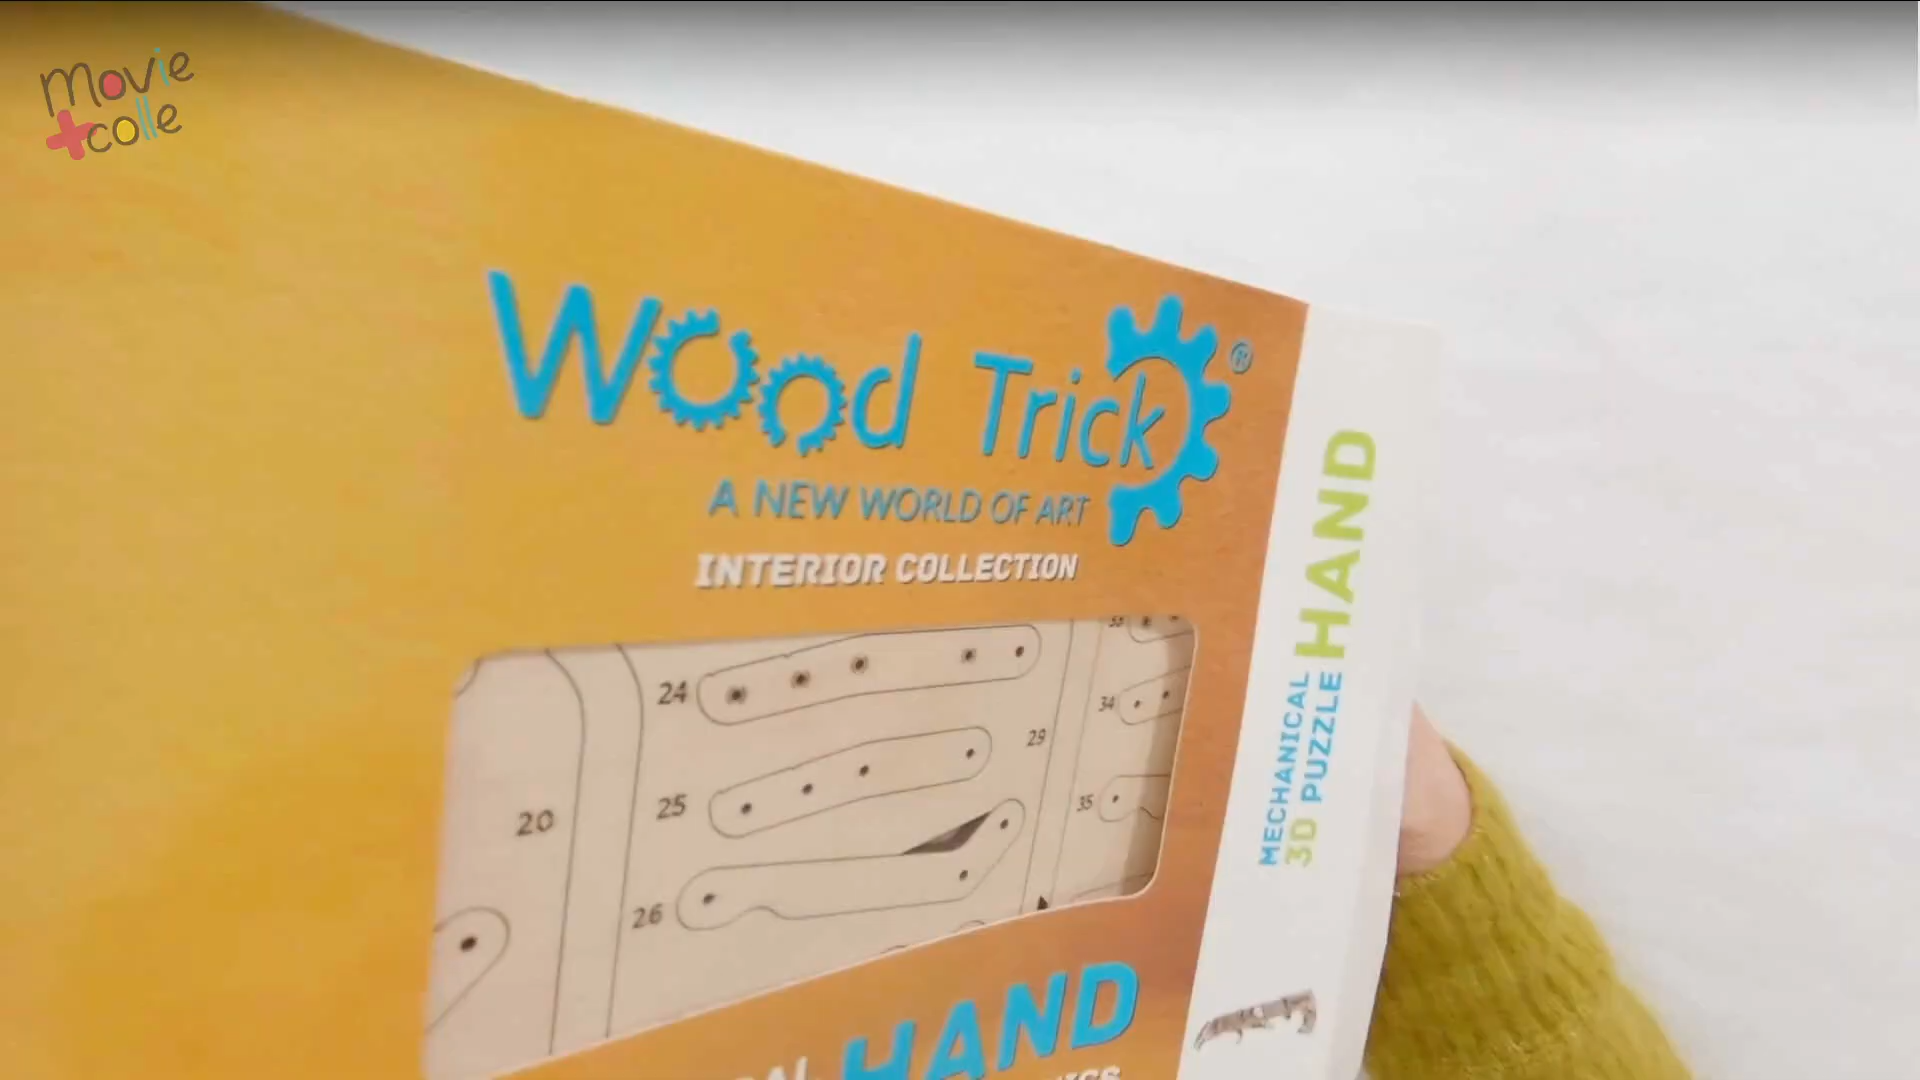 movie
+colle
Wood Trick®
A NEW WORLD OF ART
INTERIOR COLLECTION
24
25
26
20
29
33
34
35
HAND
MECHANICAL
3D PUZZLE
HAND